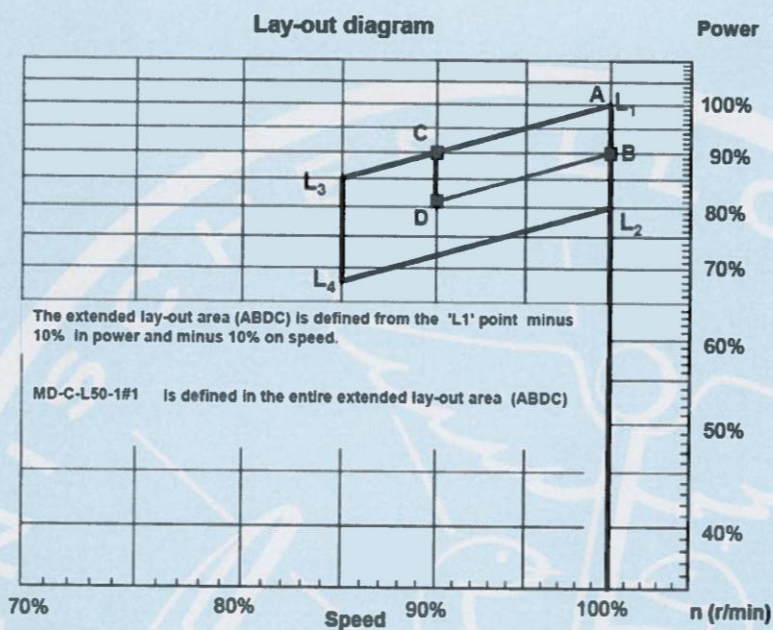 Lay-out diagram
Power
A L1
100%
C
B
90%
L3
D
80%
L2
L4
70%
The extended lay-out area (ABDC) is defined from the 'L1' point minus
10% in power and minus 10% on speed.
60%
MD-C-L50-1#1 Is defined in the entire extended lay-out area (ABDC)
50%
40%
70% 80% 90% 100% n (r/min)
Speed